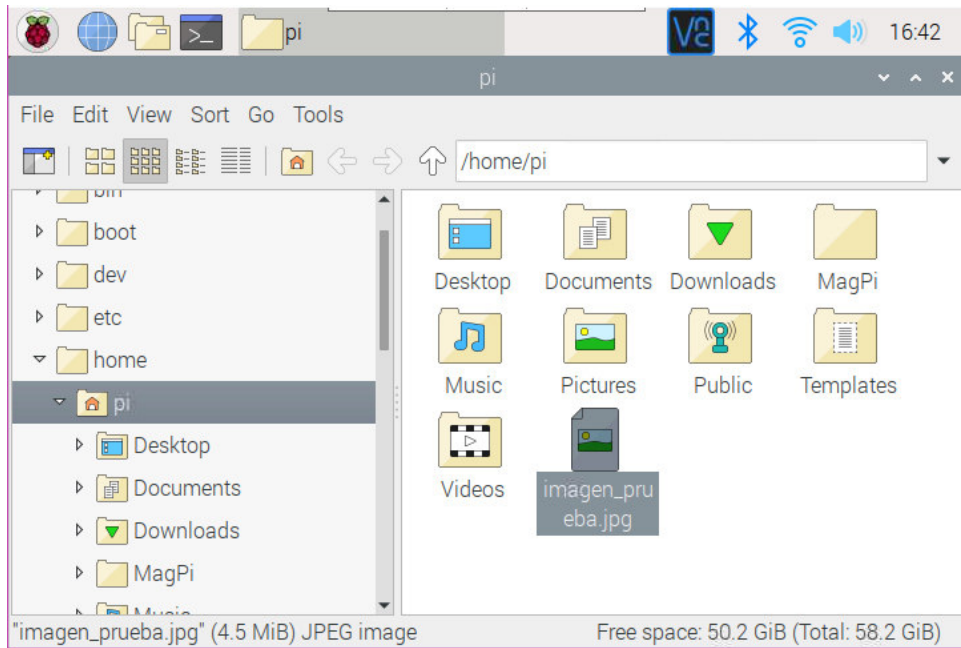 pi
16:42
pi
File Edit View Sort Go Tools
/home/pi
bin
boot
dev
etc
home
pi
Desktop
Documents
Downloads
MagPi
Music
Desktop Documents Downloads MagPi
Music Pictures Public Templates
Videos imagen_pru
eba.jpg
"imagen_prueba.jpg" (4.5 MiB) JPEG image
Free space: 50.2 GiB (Total: 58.2 GiB)